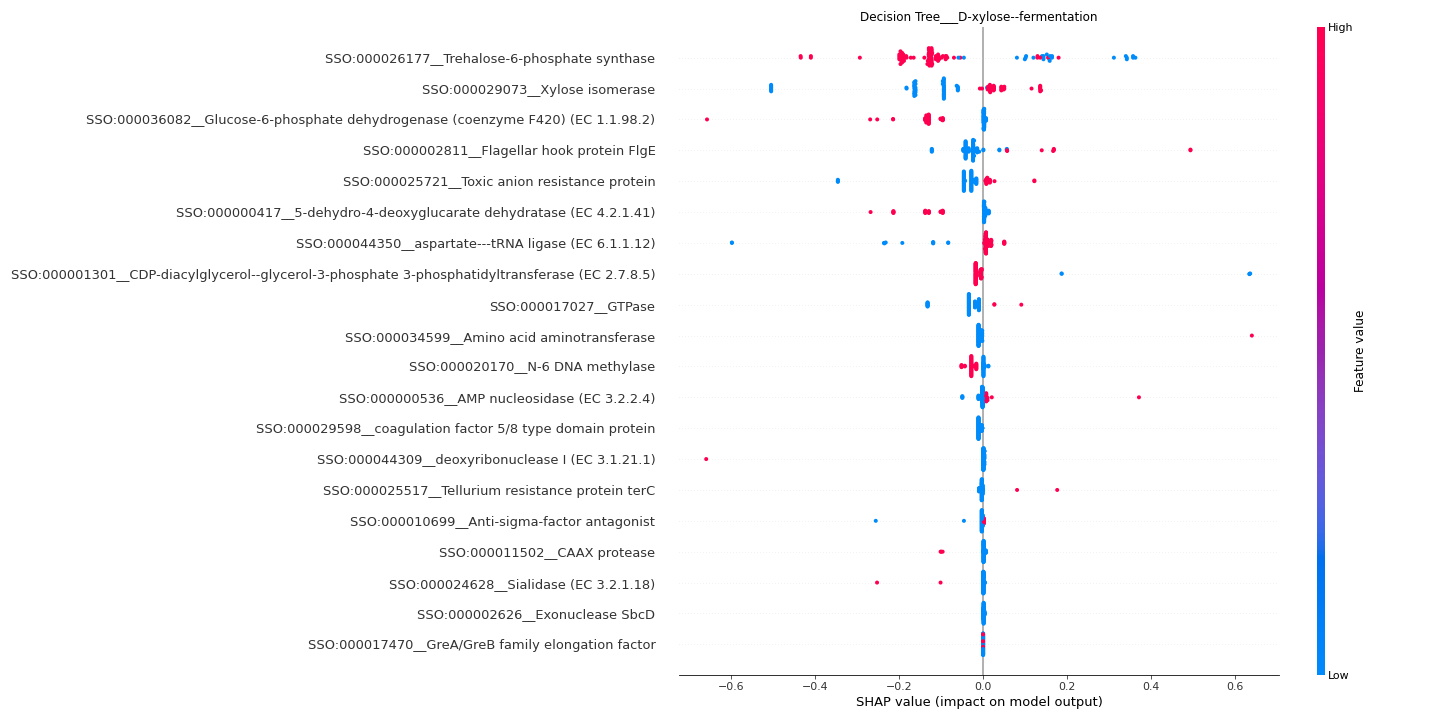 Decision Tree___D-xylose--fermentation
High
SSO:000026177__Trehalose-6-phosphate synthase
SSO:000029073__Xylose isomerase
SSO:000036082__Glucose-6-phosphate dehydrogenase (coenzyme F420) (EC 1.1.98.2)
SSO:000002811__Flagellar hook protein FlgE
SSO:000025721__Toxic anion resistance protein
SSO:000000417__5-dehydro-4-deoxyglucarate dehydratase (EC 4.2.1.41)
SSO:000044350__aspartate---tRNA ligase (EC 6.1.1.12)
SSO:000001301__CDP-diacylglycerol--glycerol-3-phosphate 3-phosphatidyltransferase (EC 2.7.8.5)
SSO:000017027__GTPase
SSO:000034599__Amino acid aminotransferase
SSO:000020170__N-6 DNA methylase
SSO:000000536__AMP nucleosidase (EC 3.2.2.4)
SSO:000029598__coagulation factor 5/8 type domain protein
SSO:000044309__deoxyribonuclease I (EC 3.1.21.1)
SSO:000025517__Tellurium resistance protein terC
SSO:000010699__Anti-sigma-factor antagonist
SSO:000011502__CAAX protease
SSO:000024628__Sialidase (EC 3.2.1.18)
SSO:000002626__Exonuclease SbcD
SSO:000017470__GreA/GreB family elongation factor
Feature value
Low
−0.6 −0.4 −0.2 0.0 0.2 0.4 0.6
SHAP value (impact on model output)